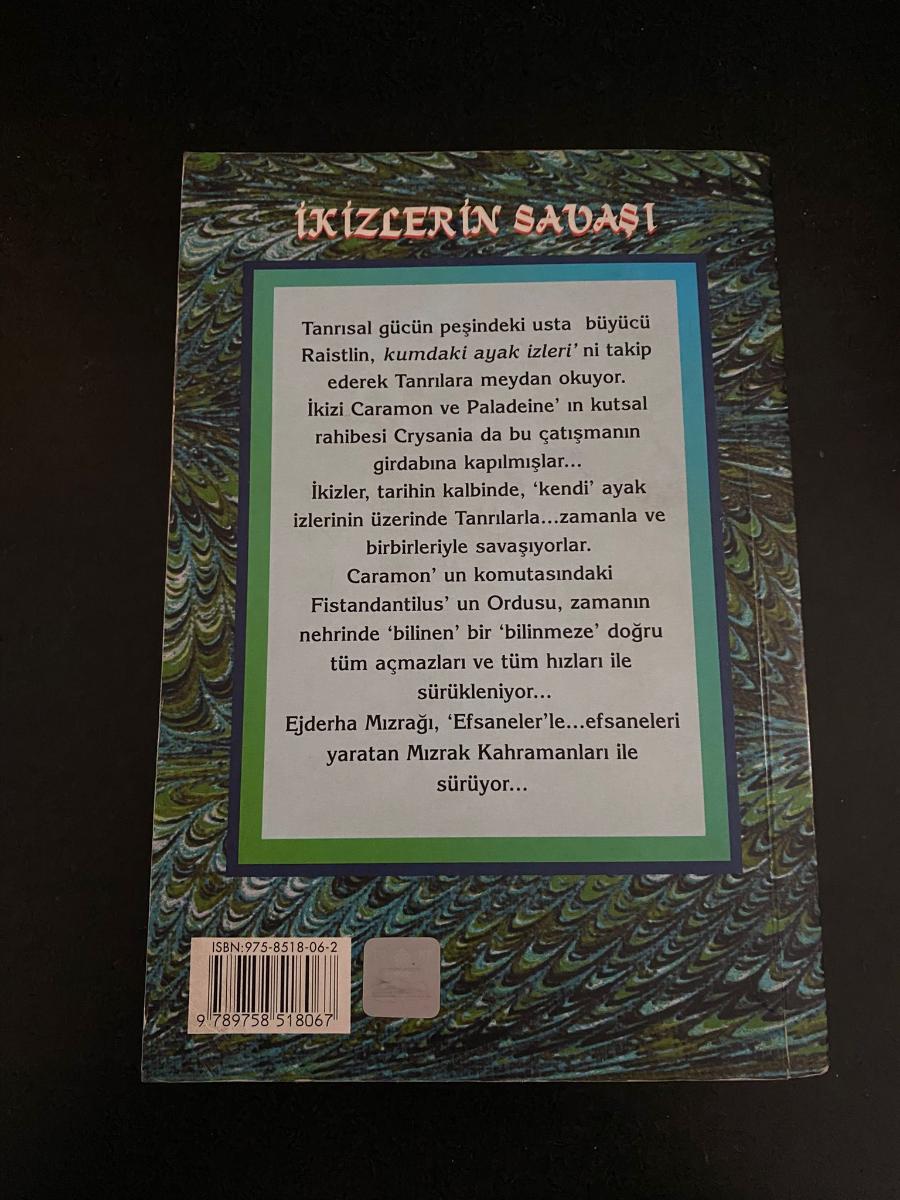 İKİZLERİN SAVAŞI
Tanrısal gücün peşindeki usta büyücü
Raistlin, kumdaki ayak izleri’ ni takip
ederek Tanrılara meydan okuyor.
İkizi Caramon ve Paladeine’ ın kutsal
rahibesi Crysania da bu çatışmanın
girdabına kapılmışlar...
İkizler, tarihin kalbinde, ‘kendi’ ayak
izlerinin üzerinde Tanrılarla...zamanla ve
birbirleriyle savaşıyorlar.
Caramon’ un komutasındaki
Fistandantilus’ un Ordusu, zamanın
nehrinde ‘bilinen’ bir ‘bilinmeze’ doğru
tüm açmazları ve tüm hızları ile
sürükleniyor...
Ejderha Mızrağı, ‘Efsaneler’le...efsaneleri
yaratan Mızrak Kahramanları ile
sürüyor...
ISBN:975-8518-06-2
9 789758 518067